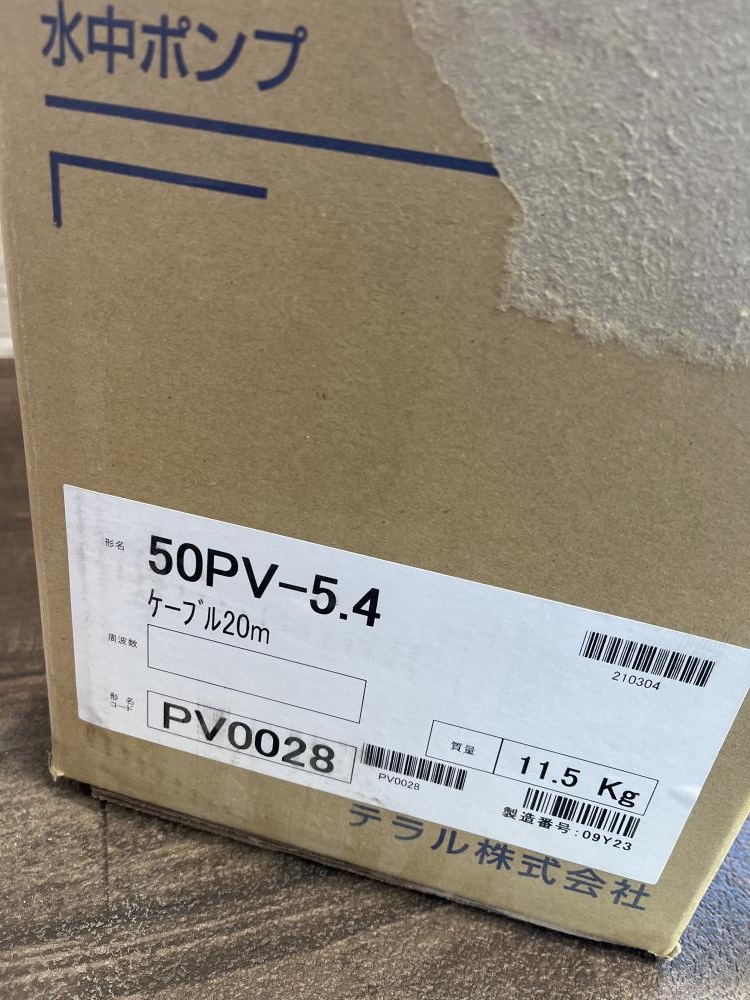 水中ポンプ
形名 50PV-5.4
ケーブル20m
周波数
210304
形名コード PV0028
PV0028
質量 11.5 Kg
製造番号:09Y23
テラル株式会社